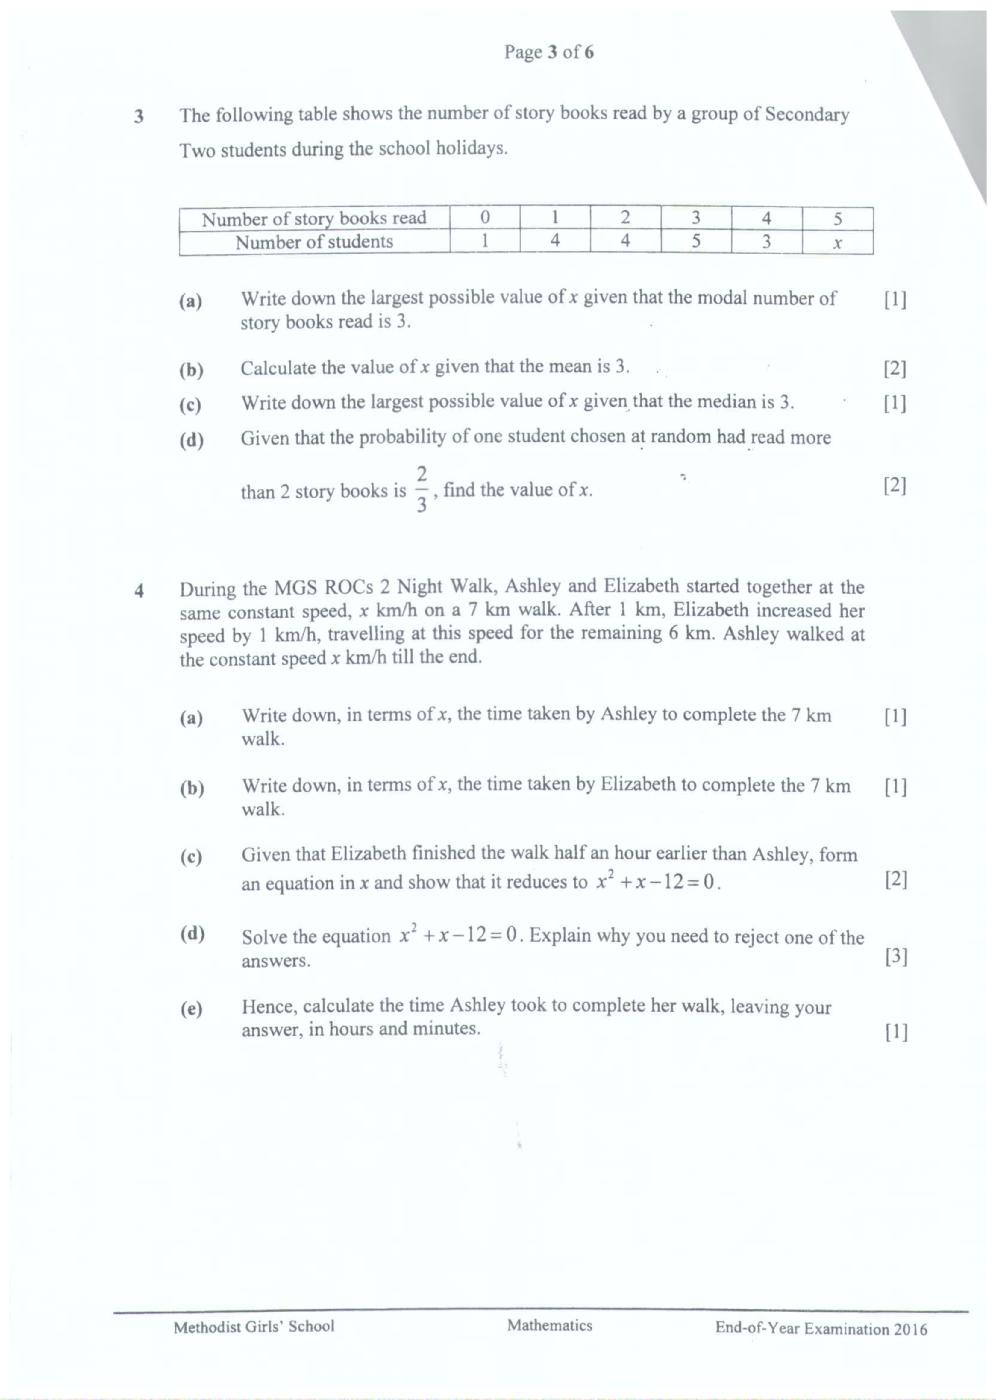 Page 3 of 6
3 The following table shows the number of story books read by a group of Secondary
Two students during the school holidays.
Number of story books read 0 1 2 3 4 5
Number of students 1 4 4 5 3 x
(a) Write down the largest possible value of x given that the modal number of [1]
story books read is 3.
(b) Calculate the value of x given that the mean is 3. [2]
(c) Write down the largest possible value of x given that the median is 3. [1]
(d) Given that the probability of one student chosen at random had read more
than 2 story books is 2/3, find the value of x. [2]
4 During the MGS ROCs 2 Night Walk, Ashley and Elizabeth started together at the
same constant speed, x km/h on a 7 km walk. After 1 km, Elizabeth increased her
speed by 1 km/h, travelling at this speed for the remaining 6 km. Ashley walked at
the constant speed x km/h till the end.
(a) Write down, in terms of x, the time taken by Ashley to complete the 7 km [1]
walk.
(b) Write down, in terms of x, the time taken by Elizabeth to complete the 7 km [1]
walk.
(c) Given that Elizabeth finished the walk half an hour earlier than Ashley, form
an equation in x and show that it reduces to x² + x − 12 = 0. [2]
(d) Solve the equation x² + x − 12 = 0. Explain why you need to reject one of the
answers. [3]
(e) Hence, calculate the time Ashley took to complete her walk, leaving your
answer, in hours and minutes. [1]
Methodist Girls' School Mathematics End-of-Year Examination 2016